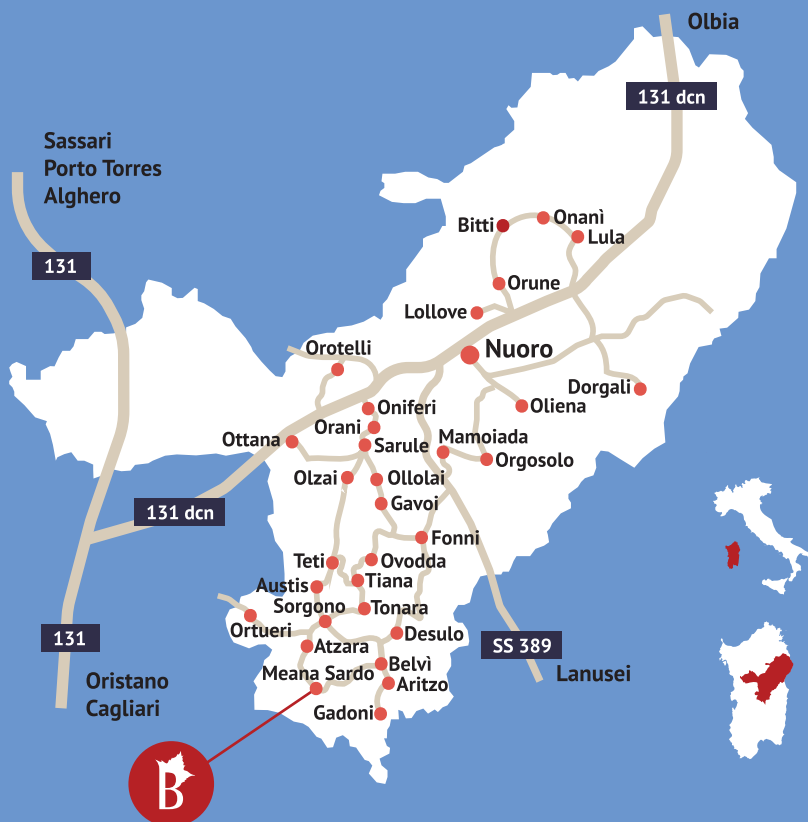 Olbia
131 dcn
Sassari
Porto Torres
Alghero
Onanì
Bitti
Lula
131
Orune
Lollove
Nuoro
Orotelli
Dorgali
Oniferi
Oliena
Orani
Ottana
Mamoiada
Sarule
Orgosolo
Olzai
Ollolai
Gavoi
131 dcn
Fonni
Teti
Ovodda
Tiana
Austis
Sorgono
Tonara
Ortueri
Desulo
131
Atzara
SS 389
Belvì
Meana Sardo
Lanusei
Aritzo
Oristano
Cagliari
Gadoni
B